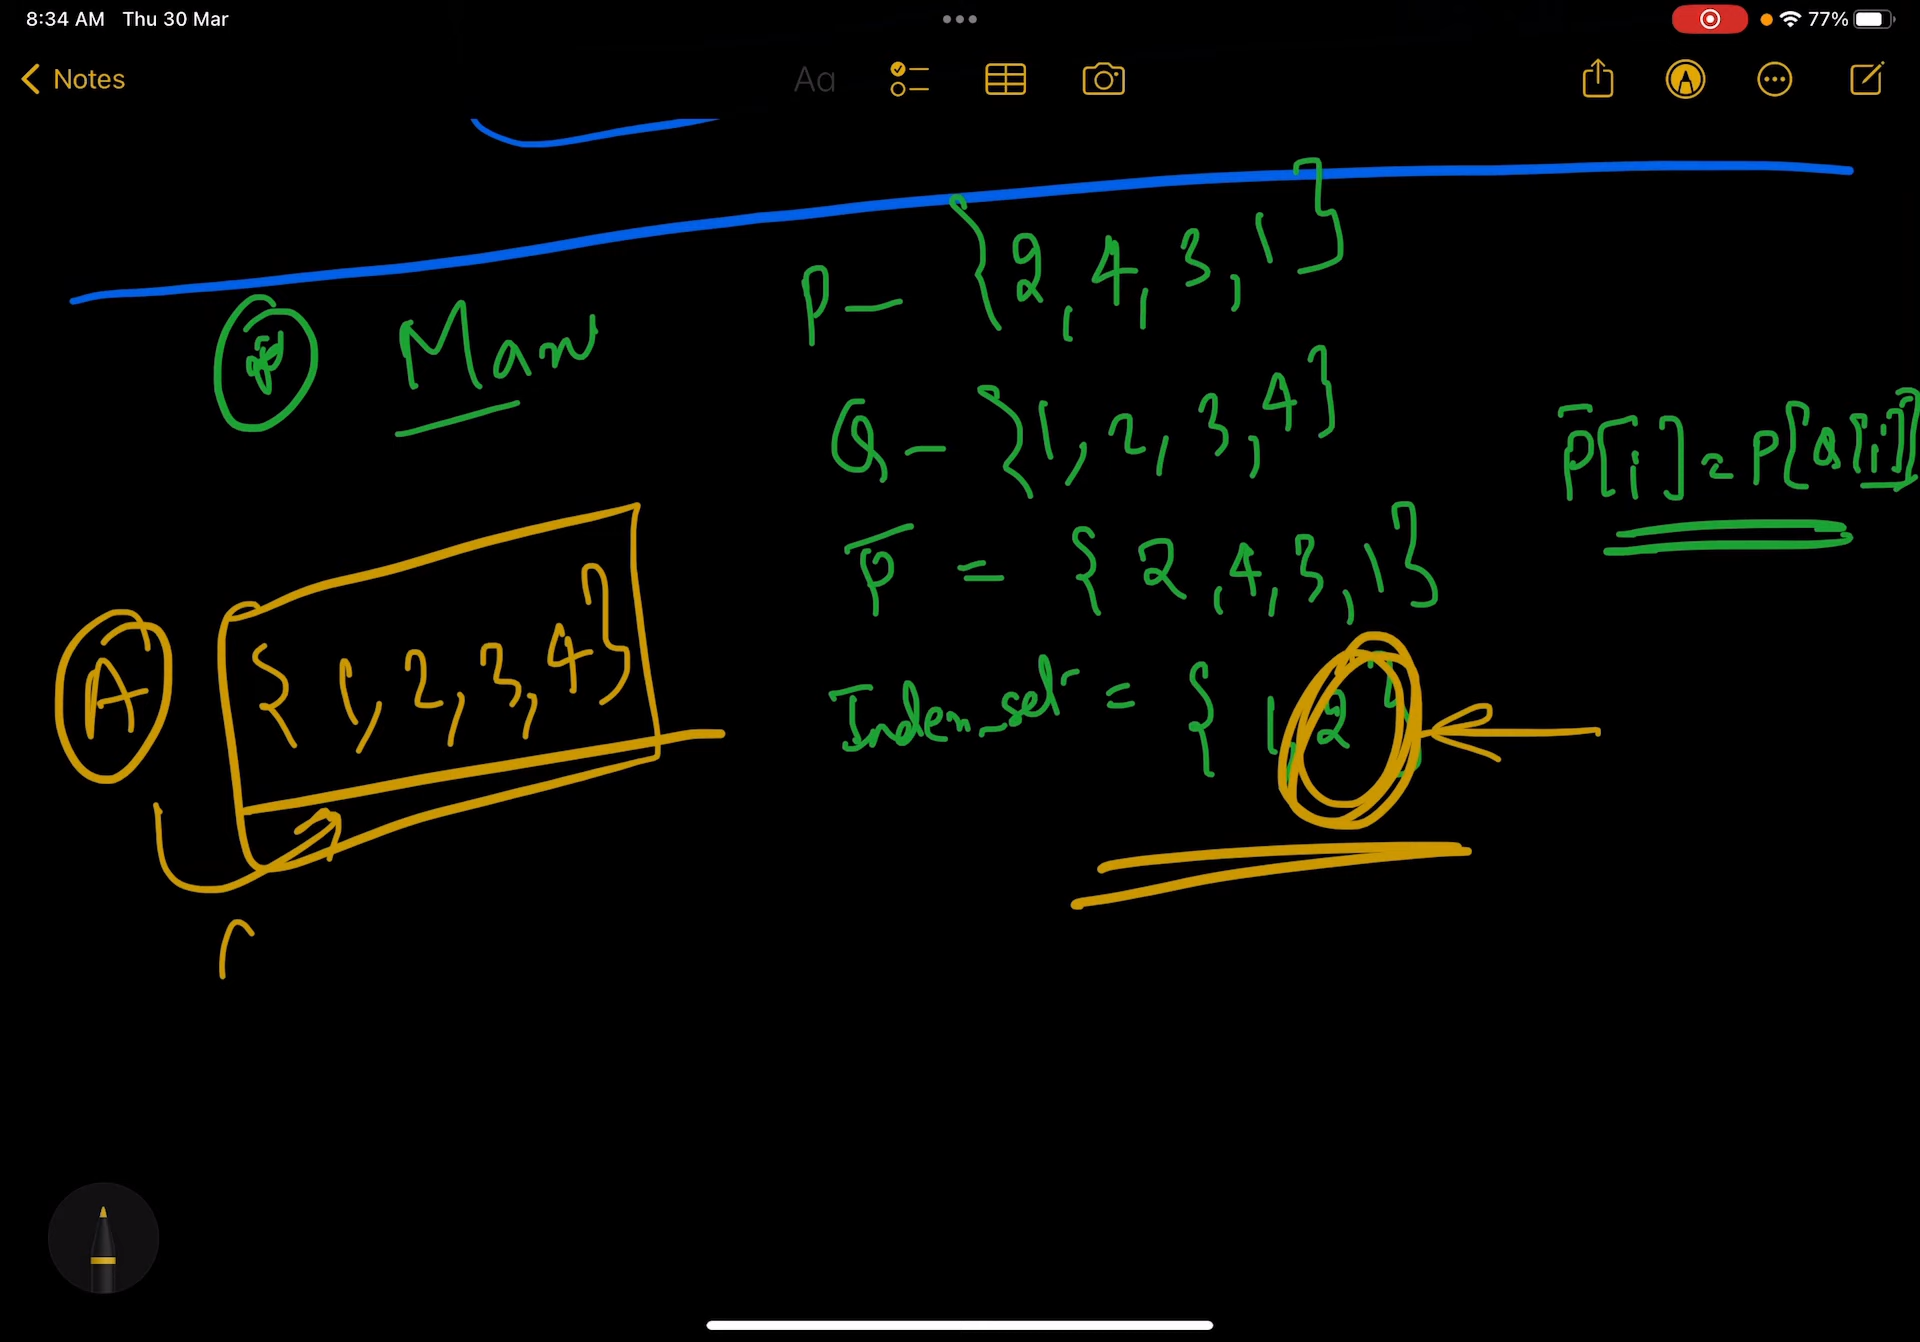 8:34 AM Thu 30 Mar
77%
Notes
Aa
P - {2, 4, 3, 1}
Max
Q - {1, 2, 3, 4}
P̄[i] = P[Q[i]]
P̄ = {2, 4, 3, 1}
A {1, 2, 3, 4}
Index_set = {1, 2}